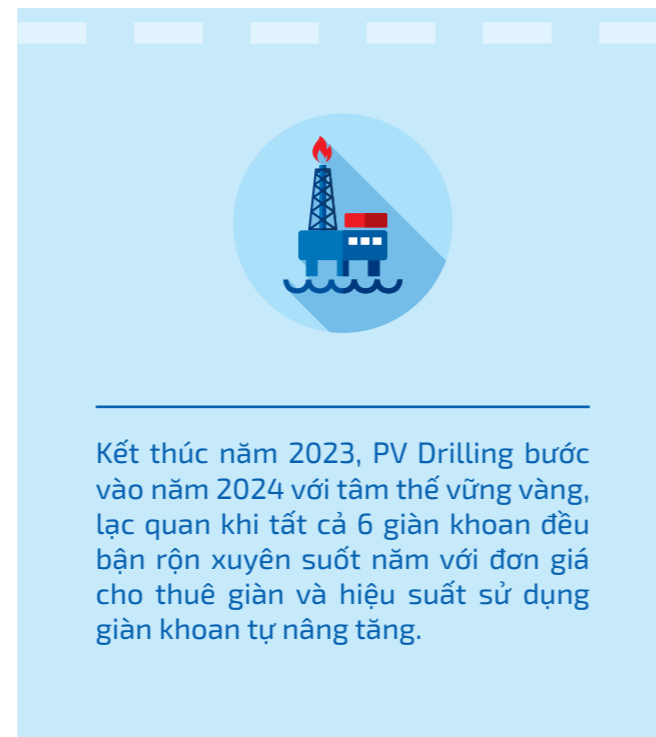 Kết thúc năm 2023, PV Drilling bước
vào năm 2024 với tâm thế vững vàng,
lạc quan khi tất cả 6 giàn khoan đều
bận rộn xuyên suốt năm với đơn giá
cho thuê giàn và hiệu suất sử dụng
giàn khoan tự nâng tăng.